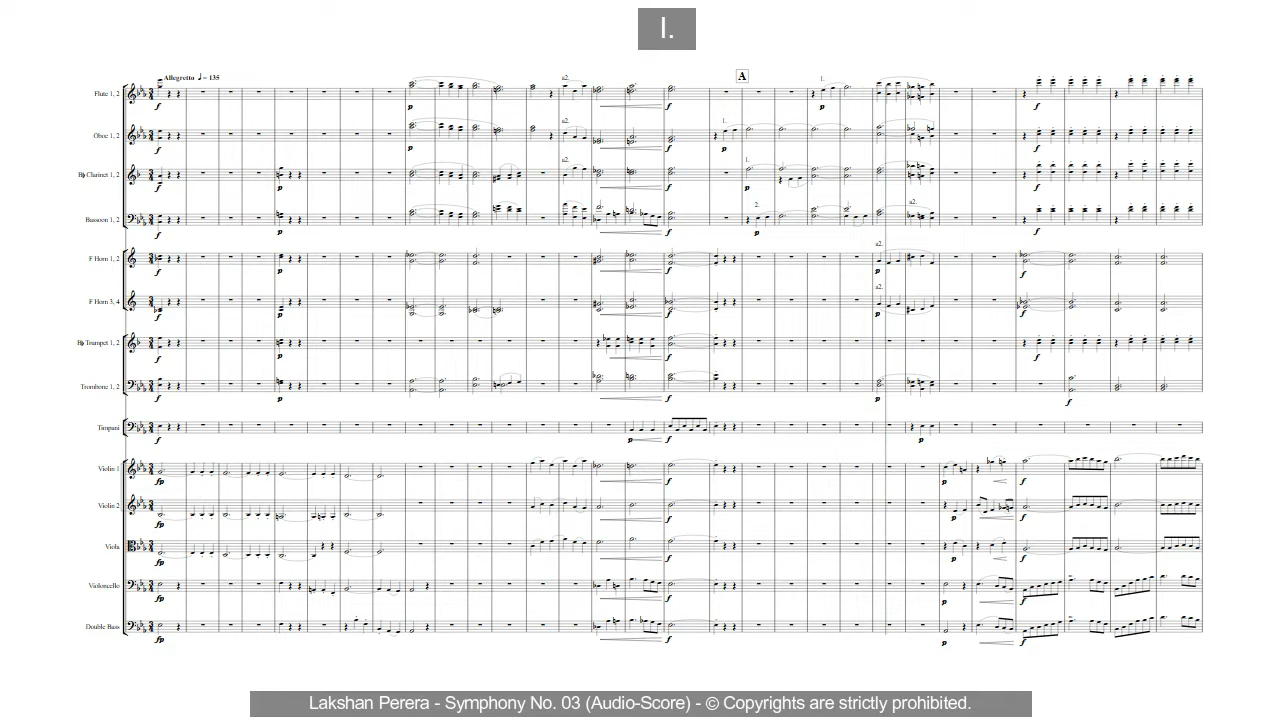 I.
Allegretto ♩ = 135
A
Flute 1, 2
Oboe 1, 2
B♭ Clarinet 1, 2
Bassoon 1, 2
F Horn 1, 2
F Horn 3, 4
B♭ Trumpet 1, 2
Trombone 1, 2
Timpani
Violin 1
Violin 2
Viola
Violoncello
Double Bass
Lakshan Perera - Symphony No. 03 (Audio-Score) - © Copyrights are strictly prohibited.